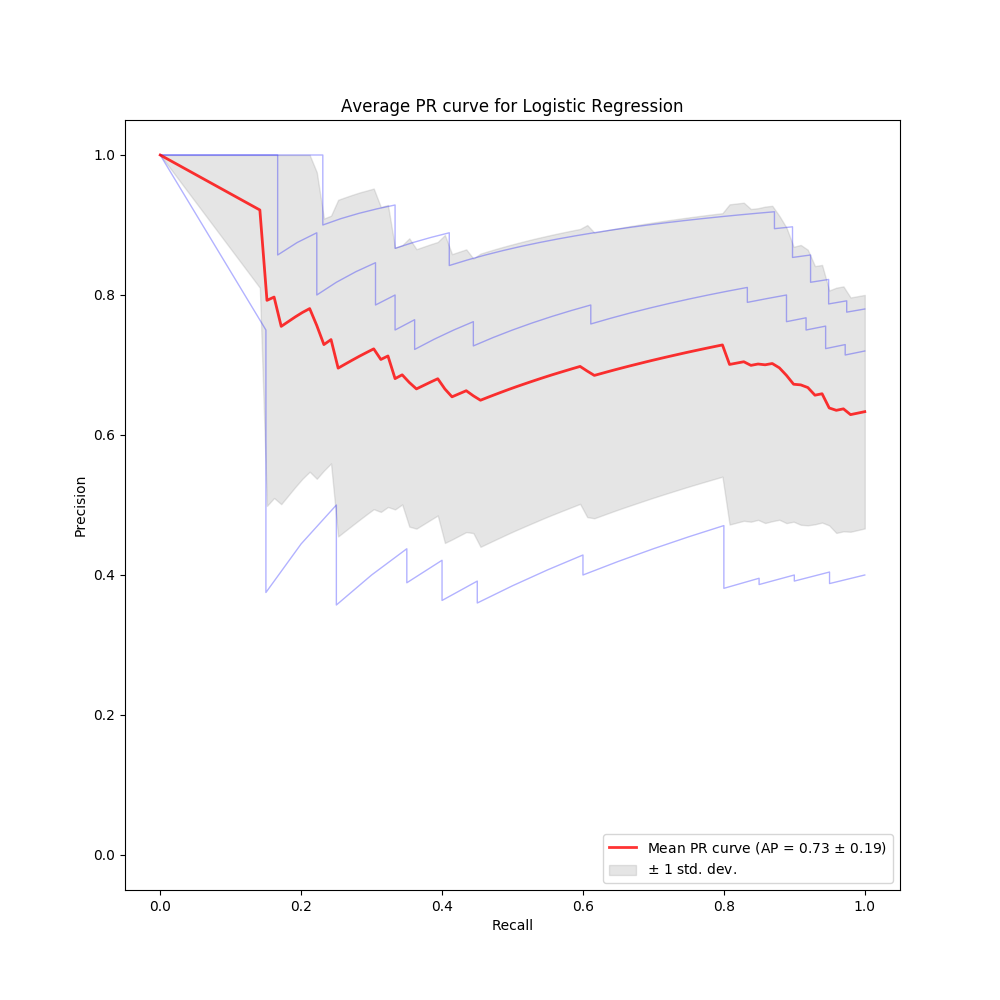 Average PR curve for Logistic Regression
Precision
1.0
0.8
0.6
0.4
0.2
0.0
0.0 0.2 0.4 0.6 0.8 1.0
Recall
Mean PR curve (AP = 0.73 ± 0.19)
± 1 std. dev.